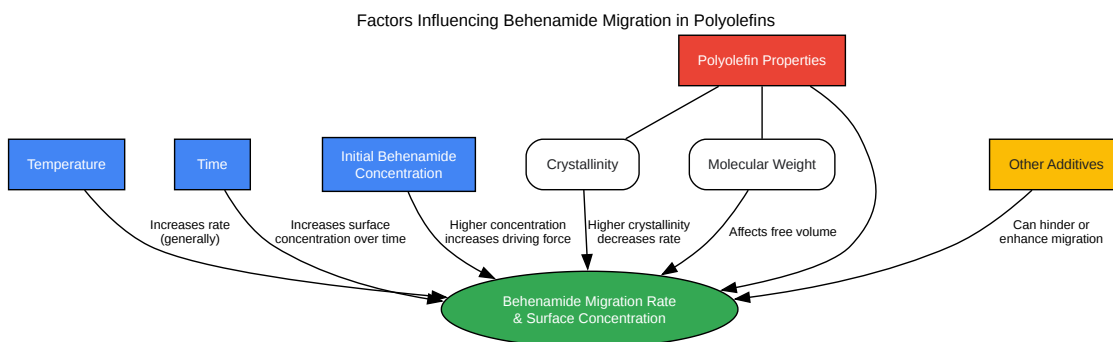 Factors Influencing Behenamide Migration in Polyolefins
Polyolefin Properties
Temperature
Time
Initial Behenamide
Concentration
Crystallinity
Molecular Weight
Other Additives
Increases rate
(generally)
Increases surface
concentration over time
Higher concentration
increases driving force
Higher crystallinity
decreases rate
Affects free volume
Can hinder or
enhance migration
Behenamide Migration Rate
& Surface Concentration